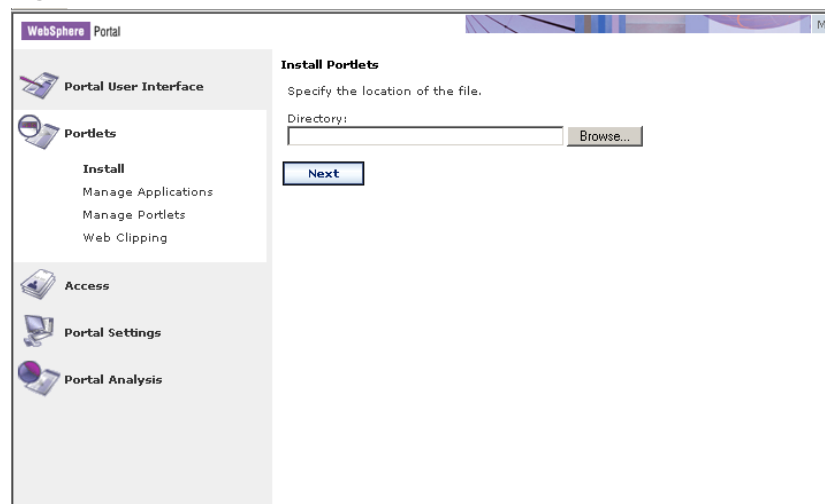 WebSphere Portal
M
Portal User Interface
Portlets
Install
Manage Applications
Manage Portlets
Web Clipping
Access
Portal Settings
Portal Analysis
Install Portlets
Specify the location of the file.
Directory:
Browse...
Next